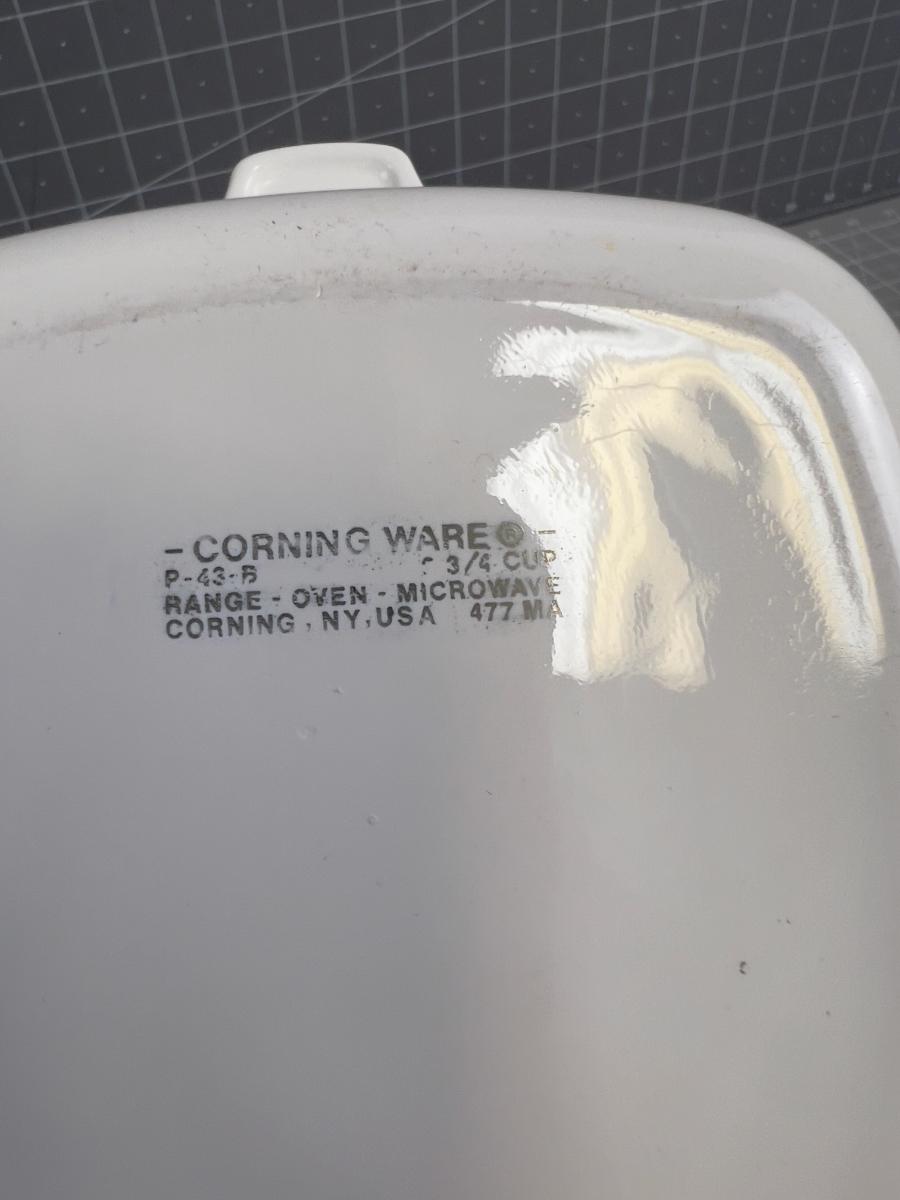 - CORNING WARE ® -
P-43-B 3/4 CUP
RANGE - OVEN - MICROWAVE
CORNING, NY, USA 477 MA